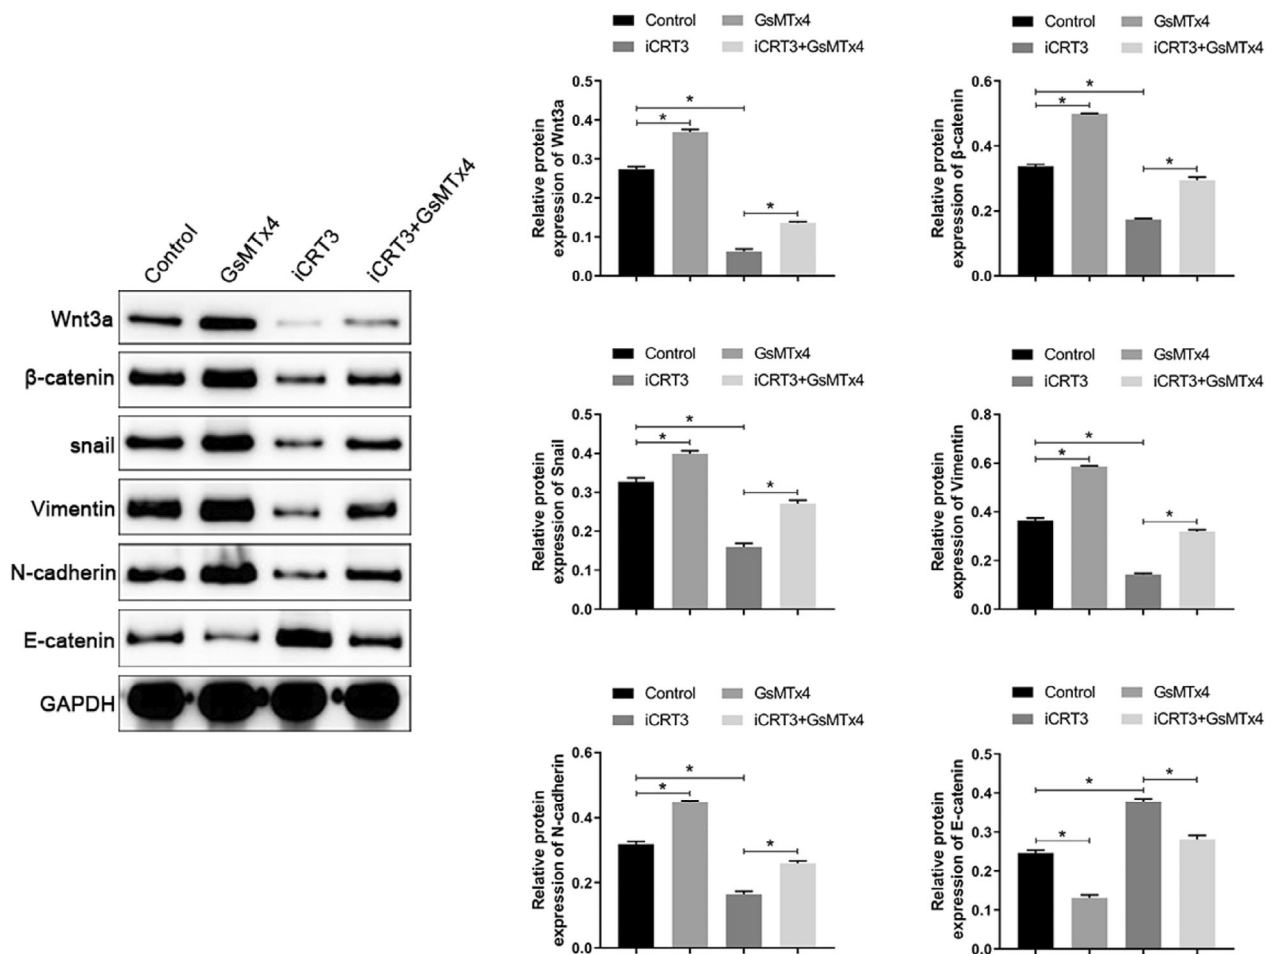 Control
GsMTx4
iCRT3
iCRT3+GsMTx4
Wnt3a
β-catenin
snail
Vimentin
N-cadherin
E-catenin
GAPDH
Control GsMTx4
iCRT3 iCRT3+GsMTx4
Relative protein
expression of Wnt3a
0.5
0.4
0.3
0.2
0.1
0.0
*
*
*
Control GsMTx4
iCRT3 iCRT3+GsMTx4
Relative protein
expression of β-catenin
0.6
0.4
0.2
0.0
*
*
*
Control GsMTx4
iCRT3 iCRT3+GsMTx4
Relative protein
expression of Snail
0.5
0.4
0.3
0.2
0.1
0.0
*
*
*
Control GsMTx4
iCRT3 iCRT3+GsMTx4
Relative protein
expression of Vimentin
0.8
0.6
0.4
0.2
0.0
*
*
*
Control GsMTx4
iCRT3 iCRT3+GsMTx4
Relative protein
expression of N-cadherin
0.6
0.4
0.2
0.0
*
*
*
Control GsMTx4
iCRT3 iCRT3+GsMTx4
Relative protein
expression of E-catenin
0.5
0.4
0.3
0.2
0.1
0.0
*
*
*